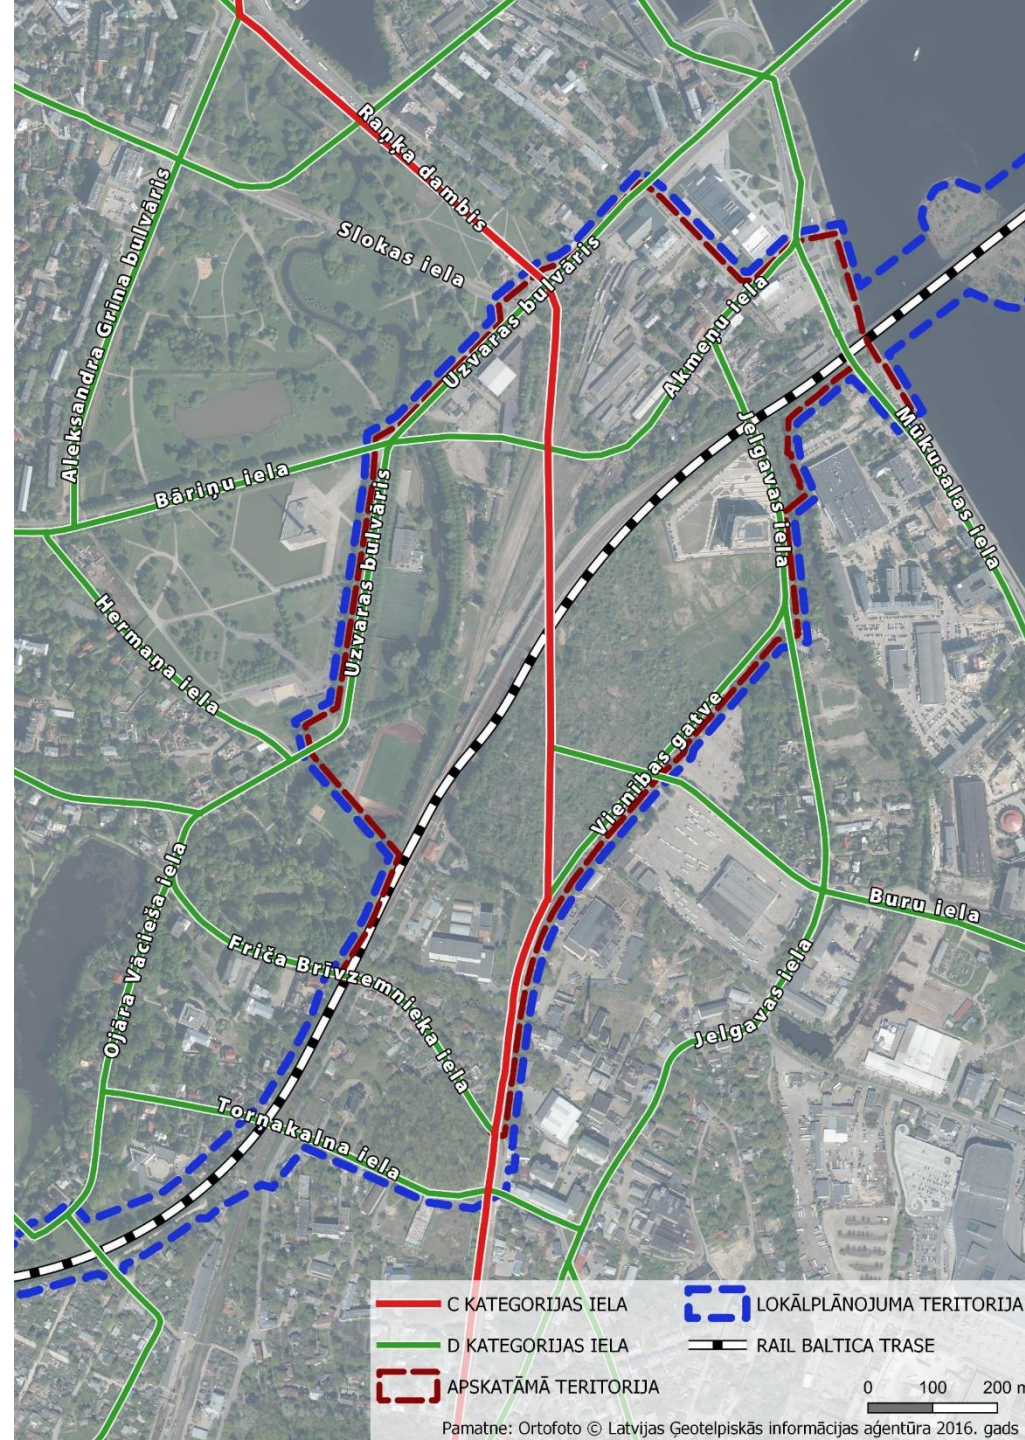 Raņķa dambis
Slokas iela
Aleksandra Grīna bulvāris
Uzvaras bulvāris
Akmeņu iela
Mūkusalas iela
Jelgavas iela
Bāriņu iela
Uzvaras bulvāris
Hermaņa iela
Vienības gatve
Buru iela
Ojāra Vācieša iela
Friča Brīvzemnieka iela
Jelgavas iela
Torņakalna iela
C KATEGORIJAS IELA
LOKĀLPLĀNOJUMA TERITORIJA
D KATEGORIJAS IELA
RAIL BALTICA TRASE
APSKATĀMĀ TERITORIJA
0 100 200 m
Pamatne: Ortofoto © Latvijas Ģeotelpiskās informācijas aģentūra 2016. gads